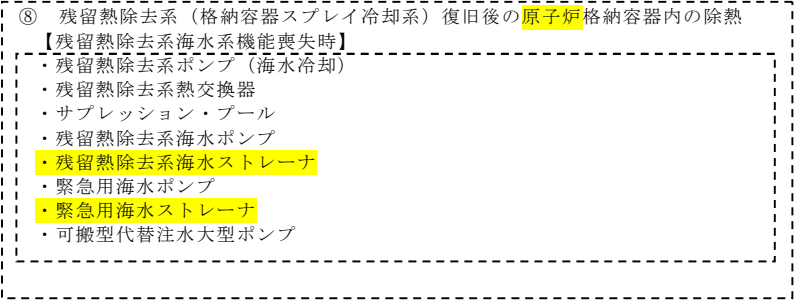 ⑧　残留熱除去系（格納容器スプレイ冷却系）復旧後の原子炉格納容器内の除熱
【残留熱除去系海水系機能喪失時】
・残留熱除去系ポンプ（海水冷却）
・残留熱除去系熱交換器
・サプレッション・プール
・残留熱除去系海水ポンプ
・残留熱除去系海水ストレーナ
・緊急用海水ポンプ
・緊急用海水ストレーナ
・可搬型代替注水大型ポンプ